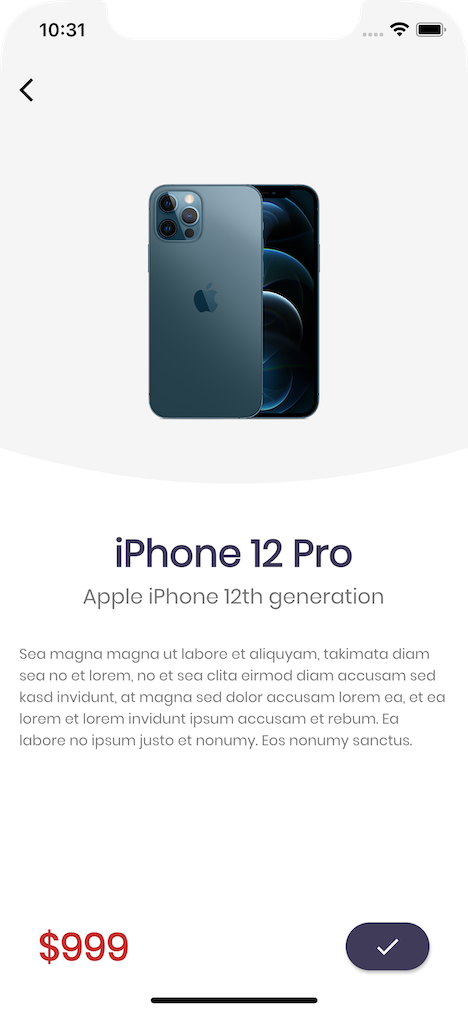 10:31
iPhone 12 Pro
Apple iPhone 12th generation
Sea magna magna ut labore et aliquyam, takimata diam
sea no et lorem, no et sea clita eirmod diam accusam sed
kasd invidunt, at magna sed dolor accusam lorem ea, et ea
lorem et lorem invidunt ipsum accusam et rebum. Ea
labore no ipsum justo et nonumy. Eos nonumy sanctus.
$999